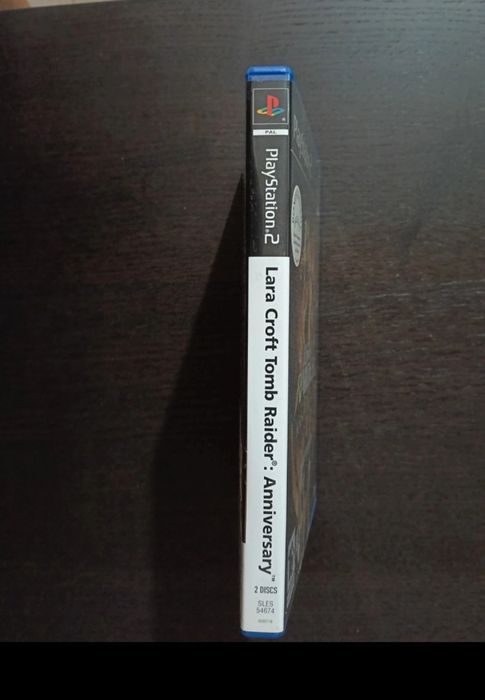 PAL
PlayStation.2
Lara Croft Tomb Raider®: Anniversary™
2 DISCS
SLES
54674